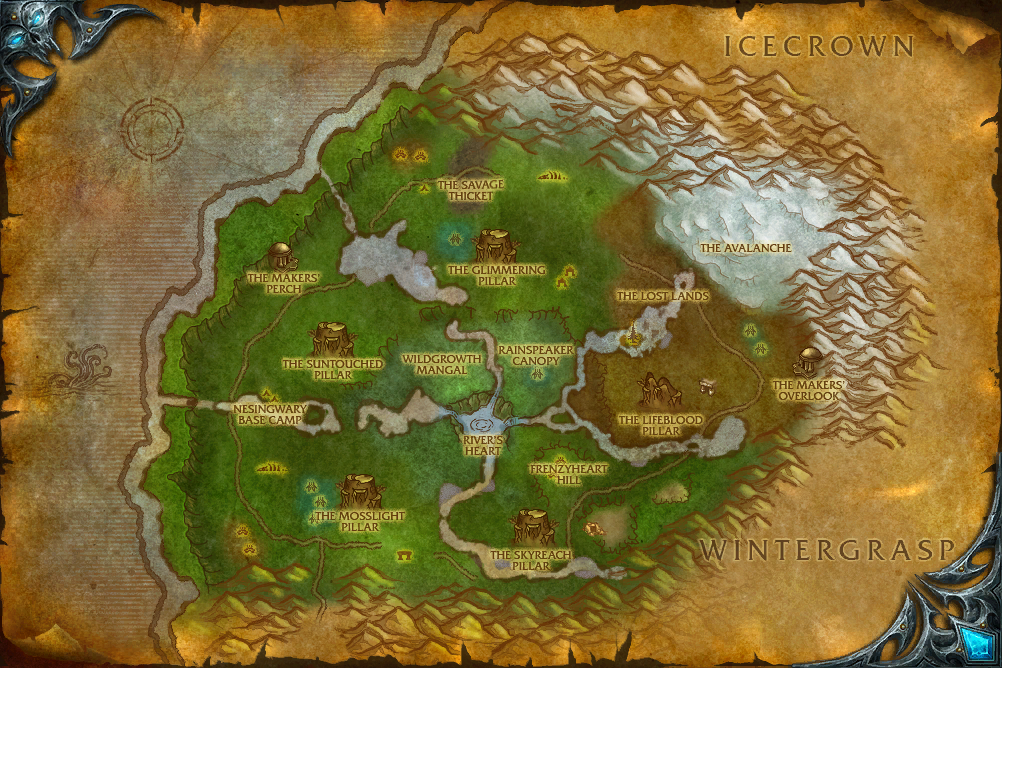 ICECROWN
THE SAVAGE
THICKET
THE AVALANCHE
THE GLIMMERING
PILLAR
THE MAKERS'
PERCH
THE LOST LANDS
THE SUNTOUCHED
PILLAR
WILDGROWTH
MANGAL
RAINSPEAKER
CANOPY
THE MAKERS'
OVERLOOK
NESINGWARY
BASE CAMP
THE LIFEBLOOD
PILLAR
RIVER'S
HEART
FRENZYHEART
HILL
THE MOSSLIGHT
PILLAR
THE SKYREACH
PILLAR
WINTERGRASP